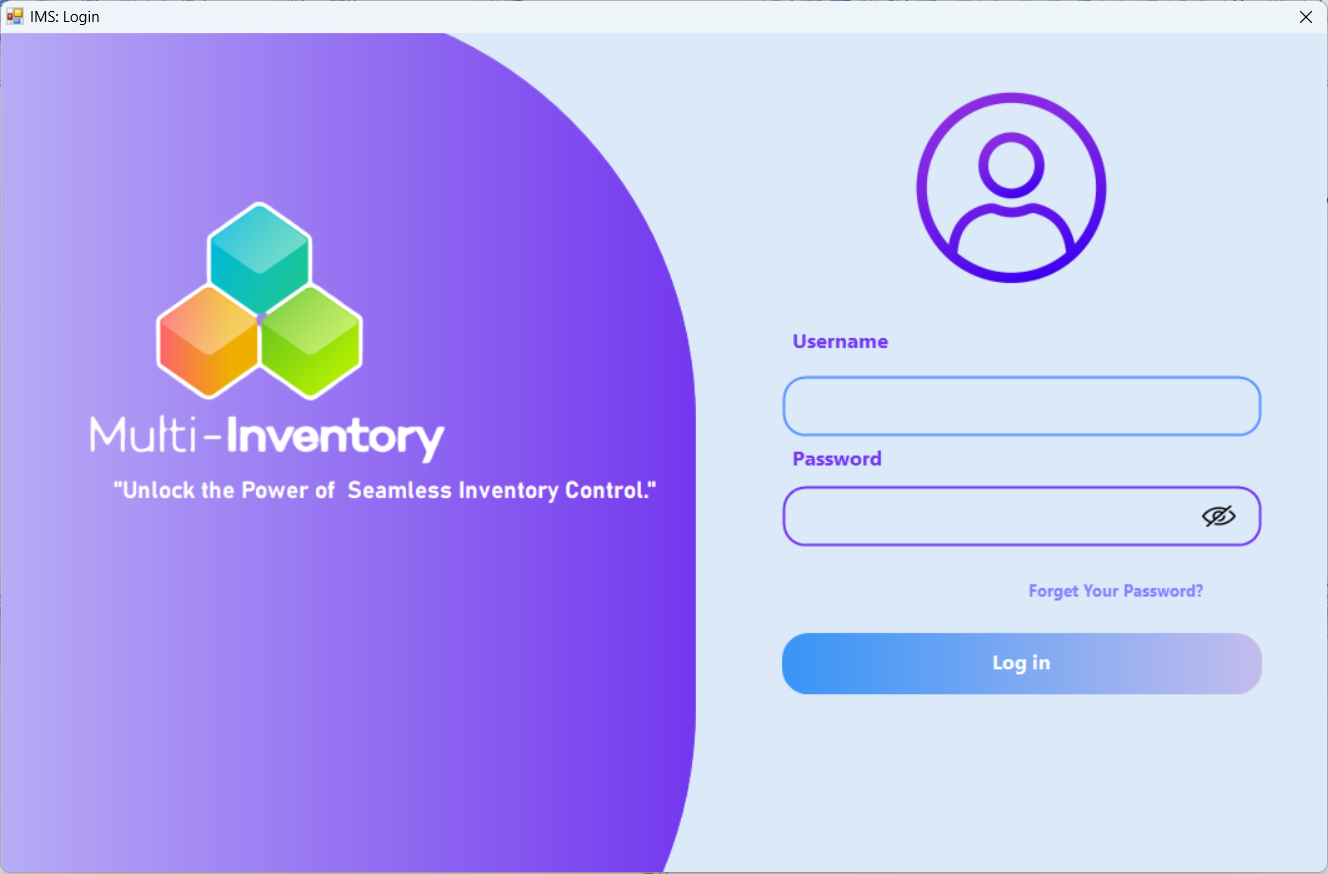 IMS: Login
Multi-Inventory
"Unlock the Power of  Seamless Inventory Control."
Username
Password
Forget Your Password?
Log in